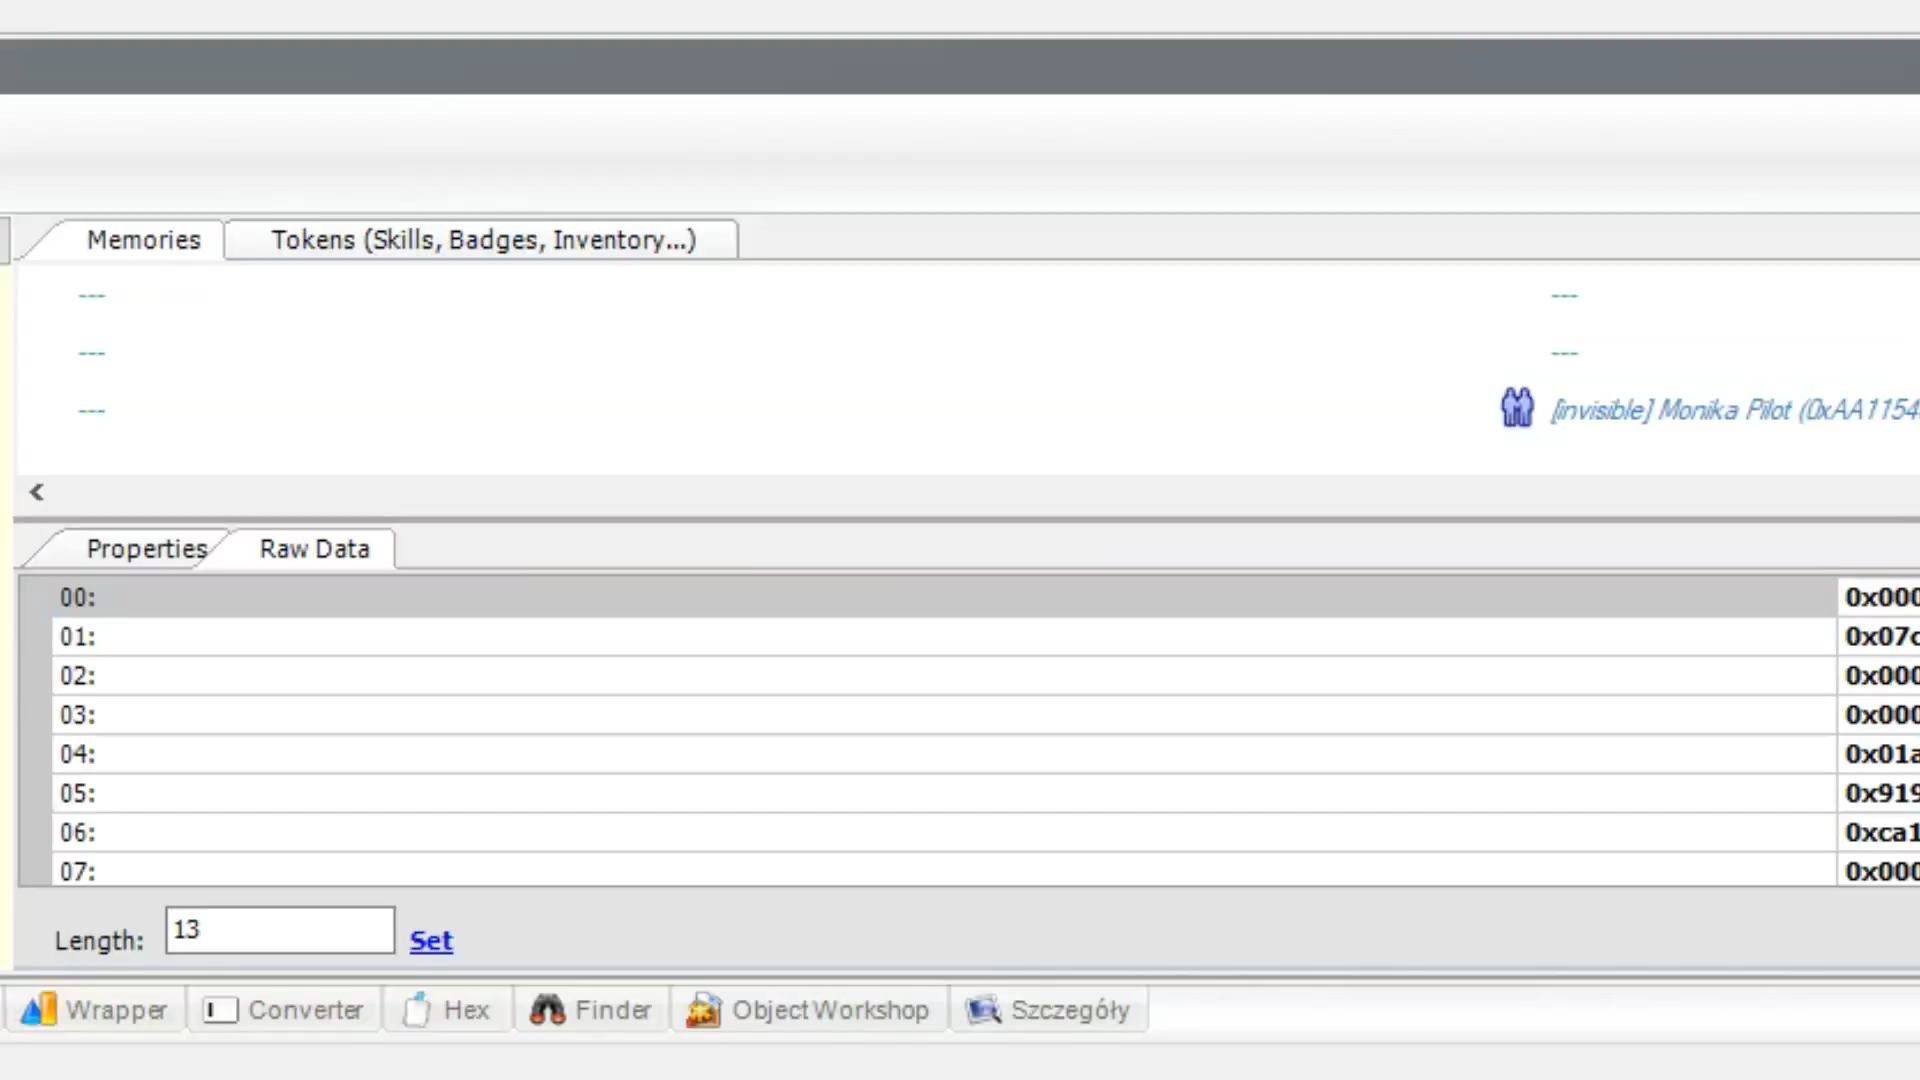 Memories Tokens (Skills, Badges, Inventory...)
--- ---
--- ---
--- [invisible] Monika Pilot (0xAA1154
Properties Raw Data
00: 0x000
01: 0x07c
02: 0x000
03: 0x000
04: 0x01a
05: 0x919
06: 0xca1
07: 0x000
Length: 13 Set
Wrapper Converter Hex Finder Object Workshop Szczegóły